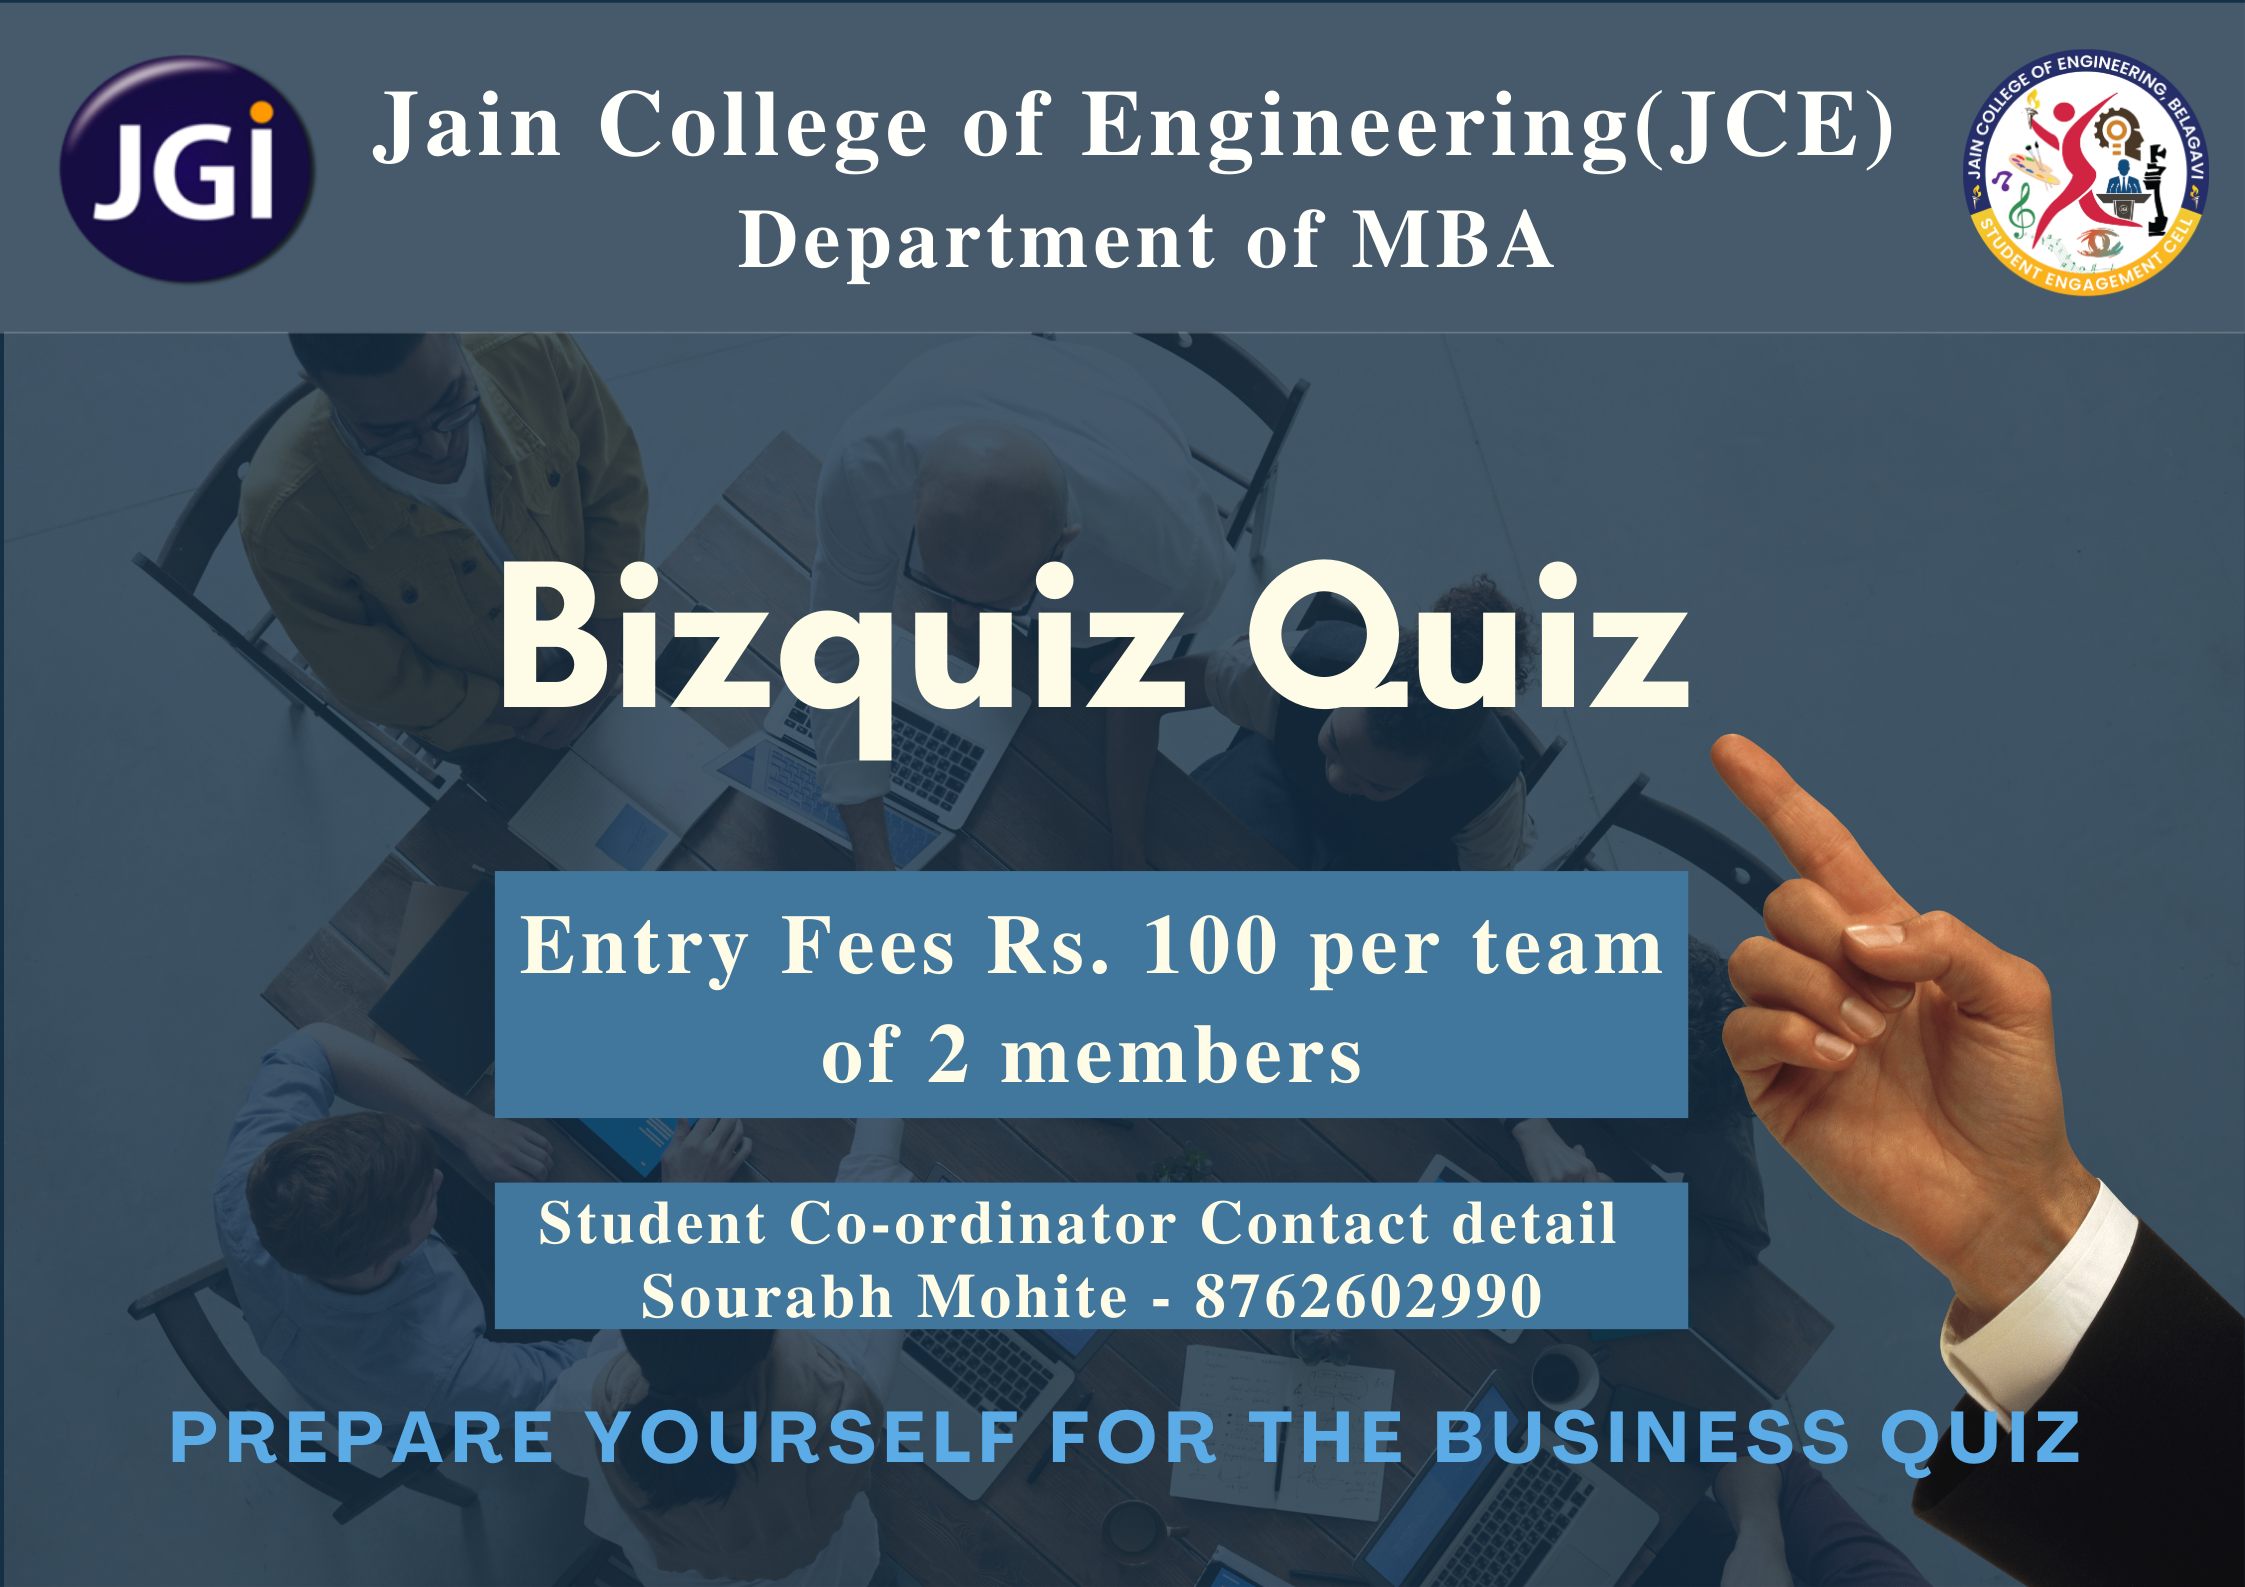 JGi
Jain College of Engineering(JCE)
Department of MBA
JAIN COLLEGE OF ENGINEERING, BELAGAVI
STUDENT ENGAGEMENT CELL
Bizquiz Quiz
Entry Fees Rs. 100 per team
of 2 members
Student Co-ordinator Contact detail
Sourabh Mohite - 8762602990
PREPARE YOURSELF FOR THE BUSINESS QUIZ